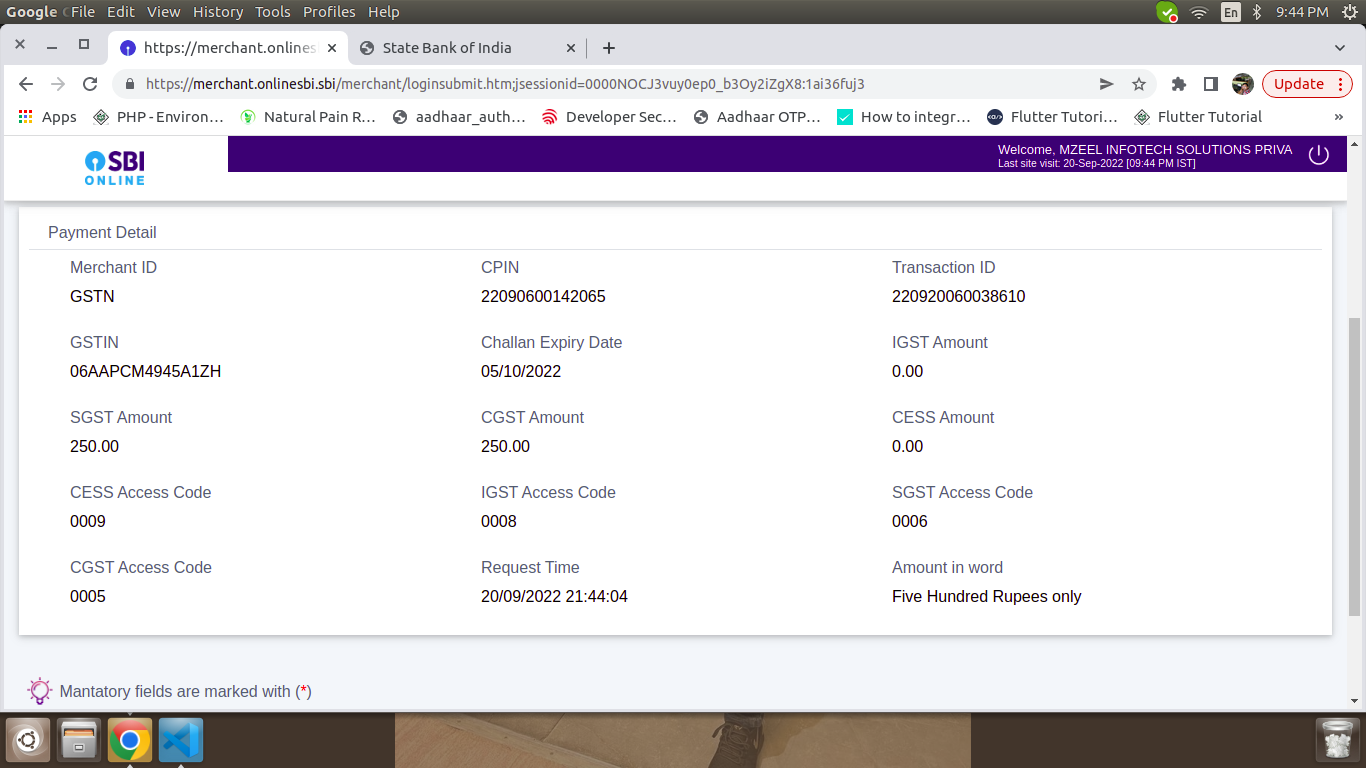 Google C File Edit View History Tools Profiles Help En 9:44 PM
https://merchant.onlines State Bank of India
https://merchant.onlinesbi.sbi/merchant/loginsubmit.htm;jsessionid=0000NOCJ3vuy0ep0_b3Oy2iZgX8:1ai36fuj3 Update
Apps PHP - Environ… Natural Pain R… aadhaar_auth… Developer Sec… Aadhaar OTP… How to integr… Flutter Tutori… Flutter Tutorial »
SBI
ONLINE
Welcome, MZEEL INFOTECH SOLUTIONS PRIVA
Last site visit: 20-Sep-2022 [09:44 PM IST]
Payment Detail
Merchant ID CPIN Transaction ID
GSTN 22090600142065 220920060038610
GSTIN Challan Expiry Date IGST Amount
06AAPCM4945A1ZH 05/10/2022 0.00
SGST Amount CGST Amount CESS Amount
250.00 250.00 0.00
CESS Access Code IGST Access Code SGST Access Code
0009 0008 0006
CGST Access Code Request Time Amount in word
0005 20/09/2022 21:44:04 Five Hundred Rupees only
Mantatory fields are marked with (*)